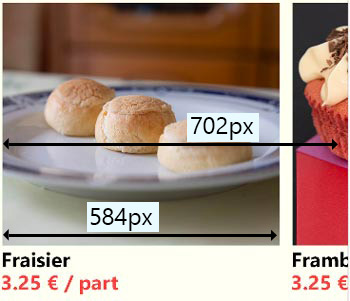 702px
584px
Fraisier
Framb
3.25 € / part
3.25 €